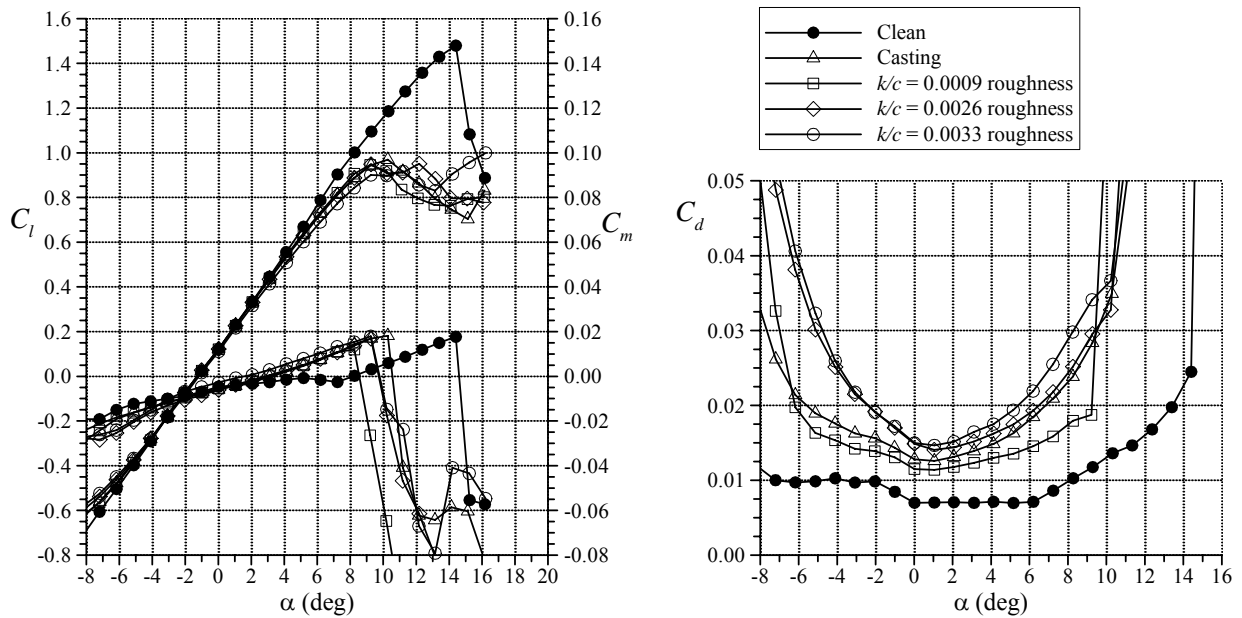 1.6
1.4
1.2
1.0
0.8
0.6
0.4
0.2
0.0
-0.2
-0.4
-0.6
-0.8
Cl
0.16
0.14
0.12
0.10
0.08
0.06
0.04
0.02
0.00
-0.02
-0.04
-0.06
-0.08
Cm
-8 -6 -4 -2 0 2 4 6 8 10 12 14 16 18 20
α (deg)
Clean
Casting
k/c = 0.0009 roughness
k/c = 0.0026 roughness
k/c = 0.0033 roughness
0.05
0.04
0.03
0.02
0.01
0.00
Cd
-8 -6 -4 -2 0 2 4 6 8 10 12 14 16
α (deg)